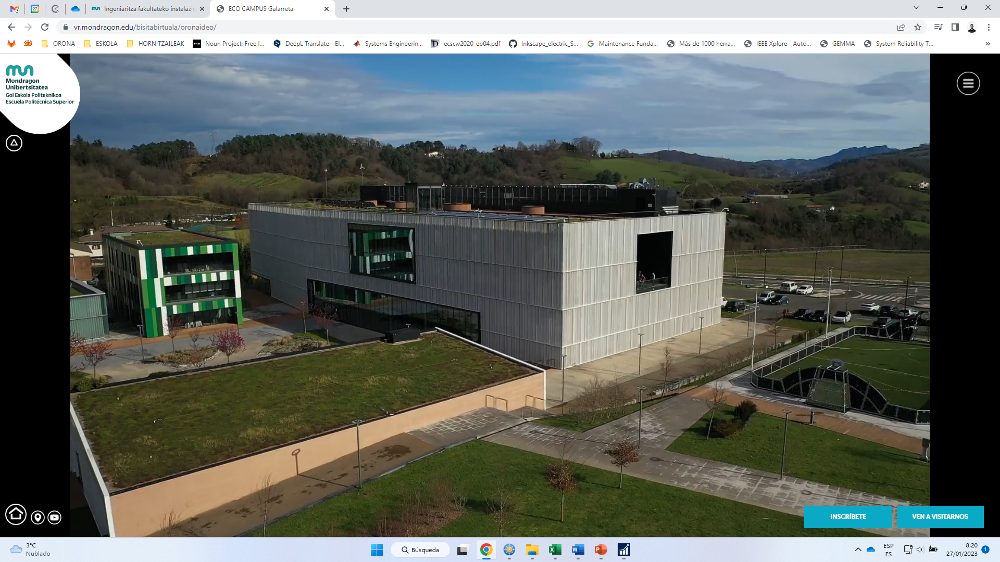 Ingeniaritza fakultateko instalazio
ECO CAMPUS Galarreta
vr.mondragon.edu/bisitabirtuala/oronaideo/
ORONA
ESKOLA
HORNITZAILEAK
Noun Project: Free I...
DeepL Translate - El...
Systems Engineerin...
ecscw2020-ep04.pdf
Inkscape_electric_S...
Maintenance Funda...
Más de 1000 herra...
IEEE Xplore - Auto...
GEMMA
System Reliability T...
»
mun
Mondragon
Unibertsitatea
Goi Eskola Politeknikoa
Escuela Politécnica Superior
INSCRÍBETE
VEN A VISITARNOS
3°C
Nublado
Búsqueda
ESP
ES
8:20
27/01/2023
1